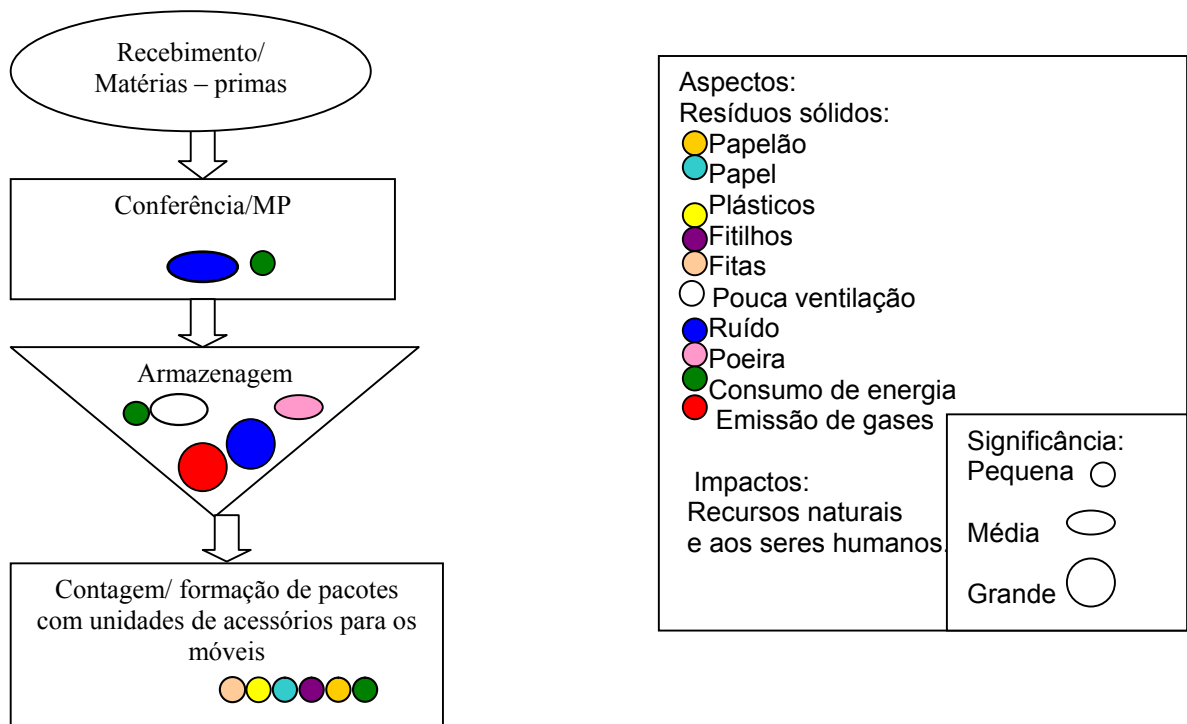 Recebimento/
Matérias – primas
Conferência/MP
Armazenagem
Contagem/ formação de pacotes
com unidades de acessórios para os
móveis
Aspectos:
Resíduos sólidos:
Papelão
Papel
Plásticos
Fitilhos
Fitas
Pouca ventilação
Ruído
Poeira
Consumo de energia
Emissão de gases
Impactos:
Recursos naturais
e aos seres humanos.
Significância:
Pequena
Média
Grande